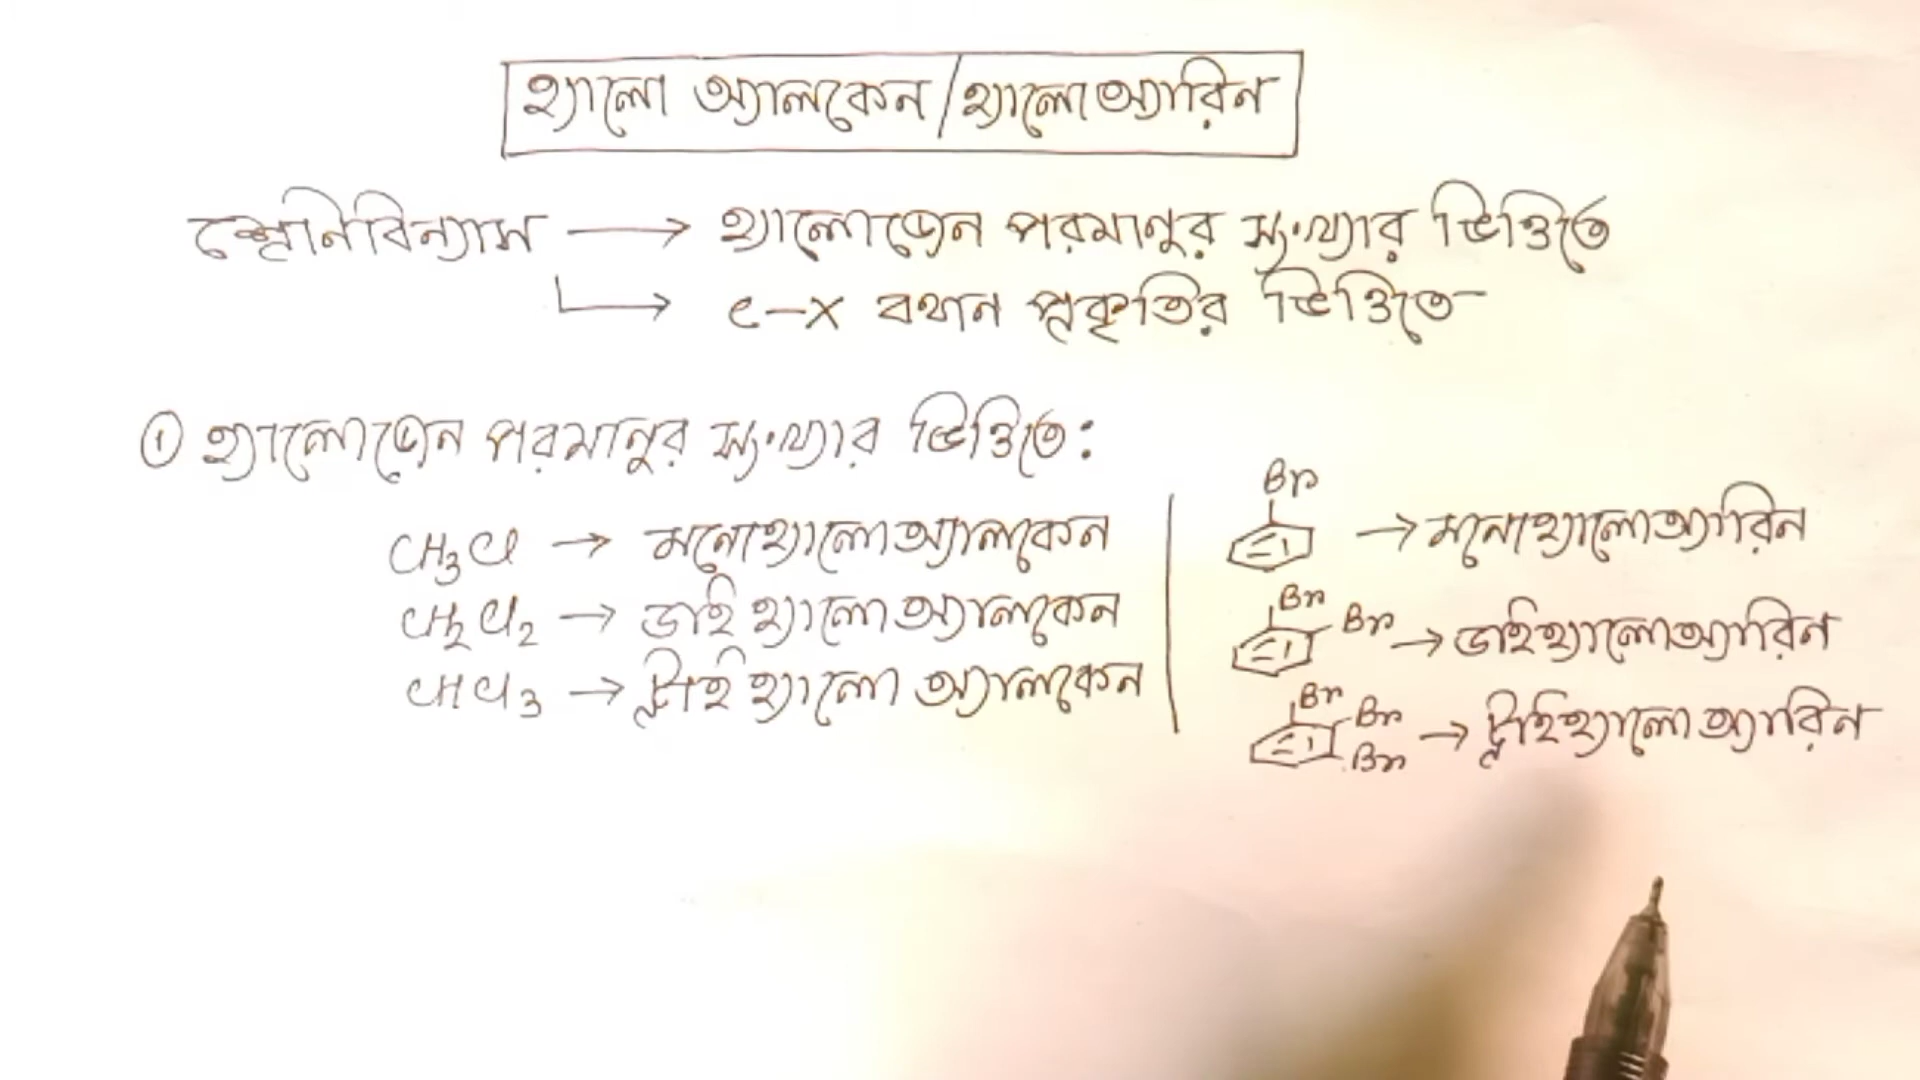 হ্যালো অ্যালকেন/হ্যালোঅ্যারিন
শ্রেনিবিন্যাস → হ্যালোজেন পরমানুর সংখ্যার ভিত্তিতে
→ C-X বন্ধন প্রকৃতির ভিত্তিতে
① হ্যালোজেন পরমানুর সংখ্যার ভিত্তিতে:
CH₃Cl → মনোহ্যালোঅ্যালকেন
CH₂Cl₂ → ডাই হ্যালোঅ্যালকেন
CHCl₃ → ট্রাই হ্যালো অ্যালকেন
Br
→ মনোহ্যালোঅ্যারিন
Br Br → ডাইহ্যালোঅ্যারিন
Br Br Br → ট্রাইহ্যালোঅ্যারিন